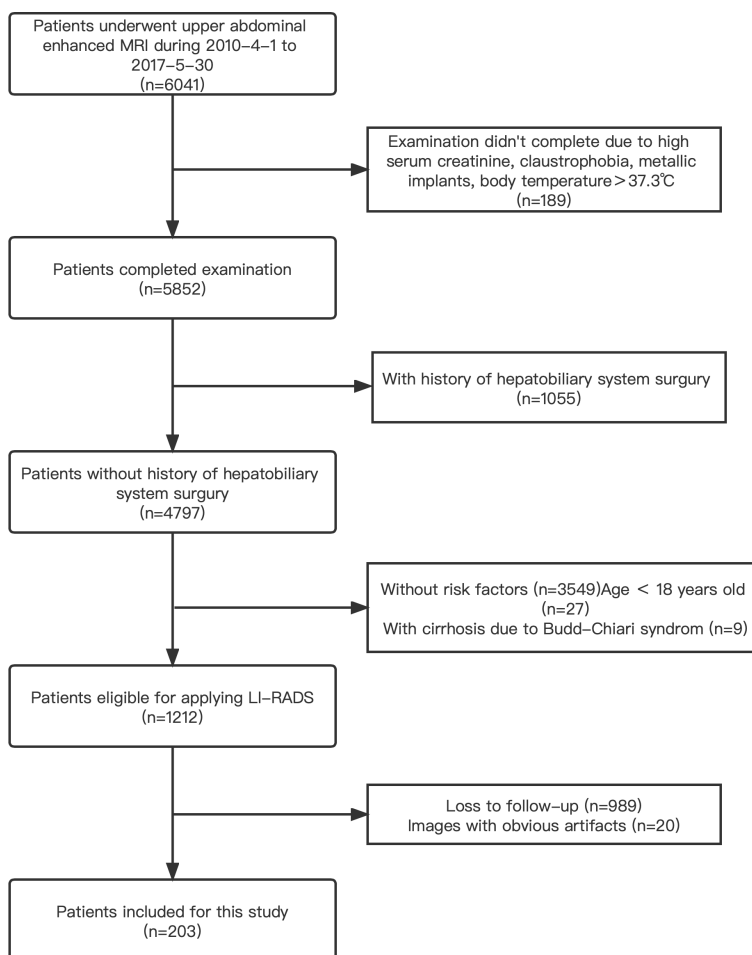 Patients underwent upper abdominal
enhanced MRI during 2010-4-1 to
2017-5-30
(n=6041)
Examination didn't complete due to high
serum creatinine, claustrophobia, metallic
implants, body temperature＞37.3℃
(n=189)
Patients completed examination
(n=5852)
With history of hepatobiliary system surgury
(n=1055)
Patients without history of hepatobiliary
system surgury
(n=4797)
Without risk factors (n=3549)Age ＜ 18 years old
(n=27)
With cirrhosis due to Budd-Chiari syndrom (n=9)
Patients eligible for applying LI-RADS
(n=1212)
Loss to follow-up (n=989)
Images with obvious artifacts (n=20)
Patients included for this study
(n=203)